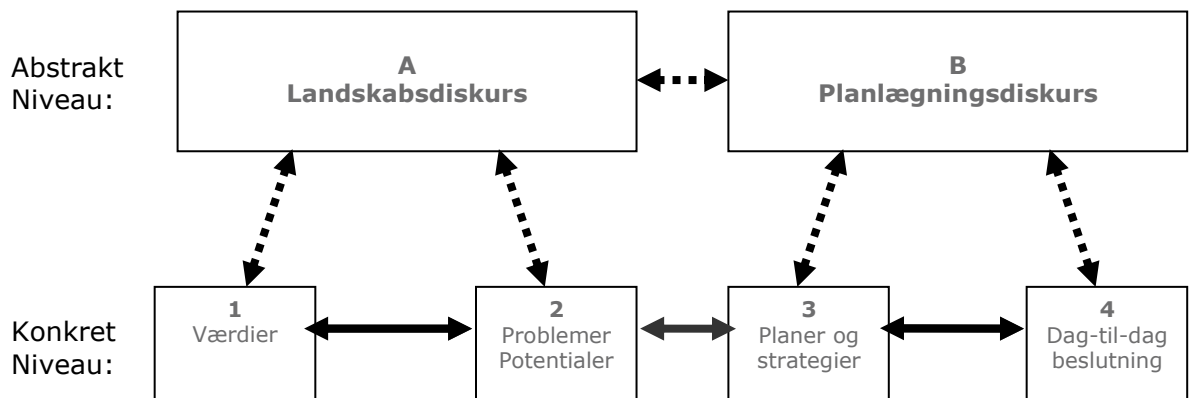 Abstrakt
Niveau:
A
Landskabsdiskurs
B
Planlægningsdiskurs
Konkret
Niveau:
1
Værdier
2
Problemer
Potentialer
3
Planer og
strategier
4
Dag-til-dag
beslutning